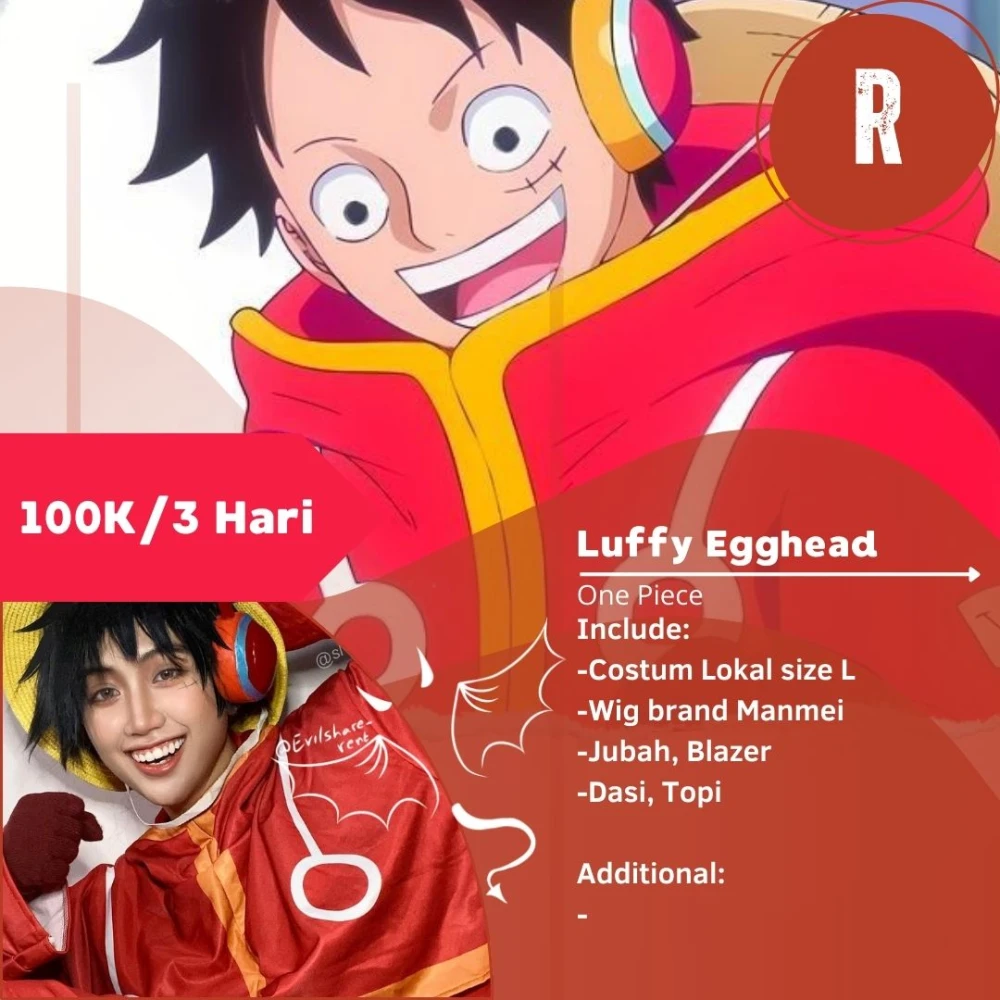 R
100K/3 Hari
Luffy Egghead
One Piece
Include:
-Costum Lokal size L
-Wig brand Manmei
-Jubah, Blazer
-Dasi, Topi
Additional:
-
@Evilshare_
rent